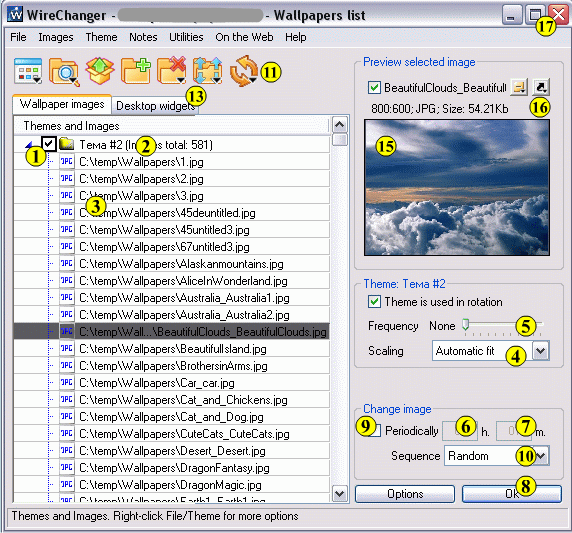 WireChanger - - Wallpapers list
17
File Images Theme Notes Utilities On the Web Help
11
13
Wallpaper images Desktop widgets
Themes and Images
1 2 Тема #2 (In s total: 581)
C:\temp\Wallpapers\1.jpg
C:\temp\Wallpapers\2.jpg
3 C:\temp\Wallpapers\3.jpg
C:\temp\Wallpapers\45deuntitled.jpg
C:\temp\Wallpapers\45untitled3.jpg
C:\temp\Wallpapers\67untitled3.jpg
C:\temp\Wallpapers\Alaskanmountains.jpg
C:\temp\Wallpapers\AliceInWonderland.jpg
C:\temp\Wallpapers\Australia_Australia1.jpg
C:\temp\Wallpapers\Australia_Australia2.jpg
C:\temp\Wall...\BeautifulClouds_BeautifulClouds.jpg
C:\temp\Wallpapers\BeautifulIsland.jpg
C:\temp\Wallpapers\BrothersinArms.jpg
C:\temp\Wallpapers\Car_car.jpg
C:\temp\Wallpapers\Cat_and_Chickens.jpg
C:\temp\Wallpapers\Cat_and_Dog.jpg
C:\temp\Wallpapers\CuteCats_CuteCats.jpg
C:\temp\Wallpapers\Desert_Desert.jpg
C:\temp\Wallpapers\DragonFantasy.jpg
C:\temp\Wallpapers\DragonMagic.jpg
C:\temp\Wallpapers\Earth1_Earth1.jpg
Preview selected image
BeautifulClouds_Beautifull
800:600; JPG; Size: 54.21Kb
16
15
Theme: Тема #2
Theme is used in rotation
Frequency None 5
Scaling Automatic fit 4
Change image
9 Periodically 6 h. 7 m.
Sequence Random 10
Options Ok 8
Themes and Images. Right-click File/Theme for more options